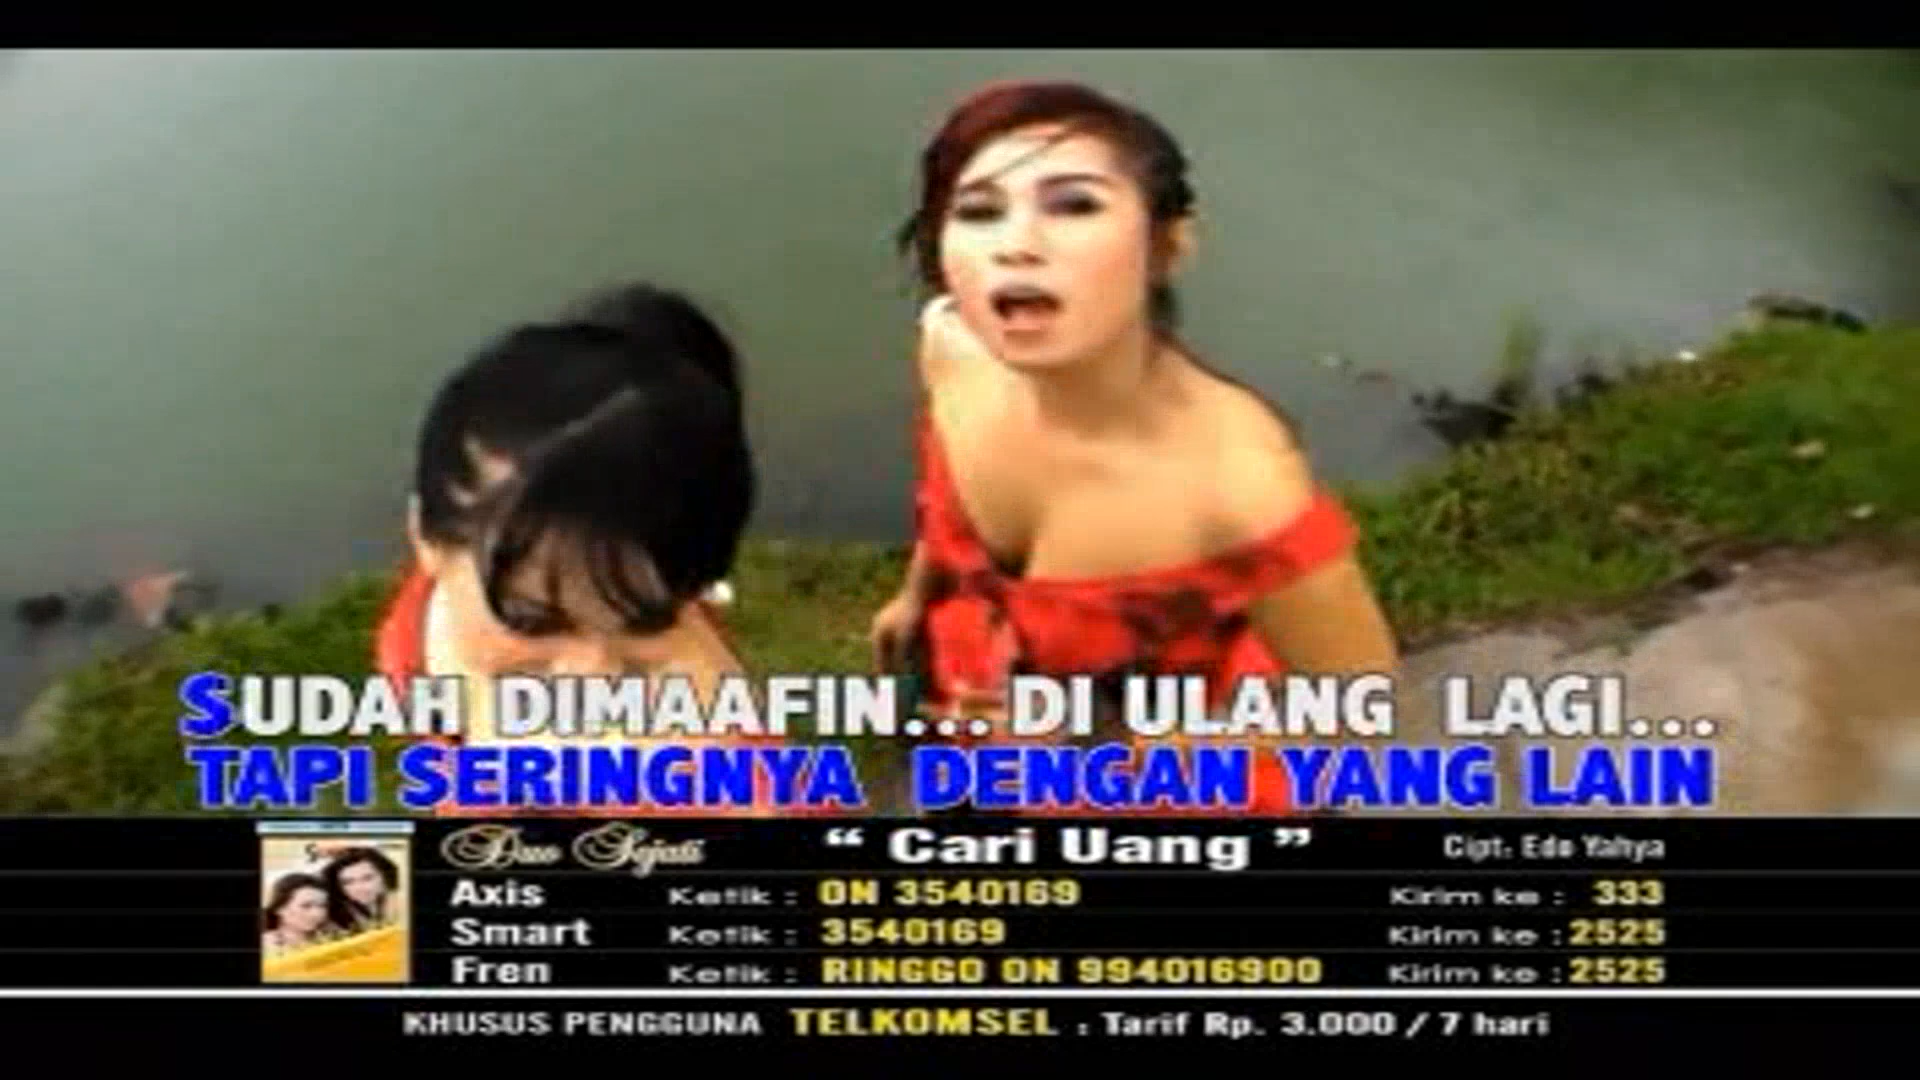 SUDAH DIMAAFIN... DI ULANG LAGI...
TAPI SERINGNYA DENGAN YANG LAIN
Duo Sejati “ Cari Uang ” Cipt: Edo Yahya
Axis Ketik : ON 3540169 Kirim ke : 333
Smart Ketik : 3540169 Kirim ke : 2525
Fren Ketik : RINGGO ON 994016900 Kirim ke : 2525
KHUSUS PENGGUNA TELKOMSEL : Tarif Rp. 3.000 / 7 hari